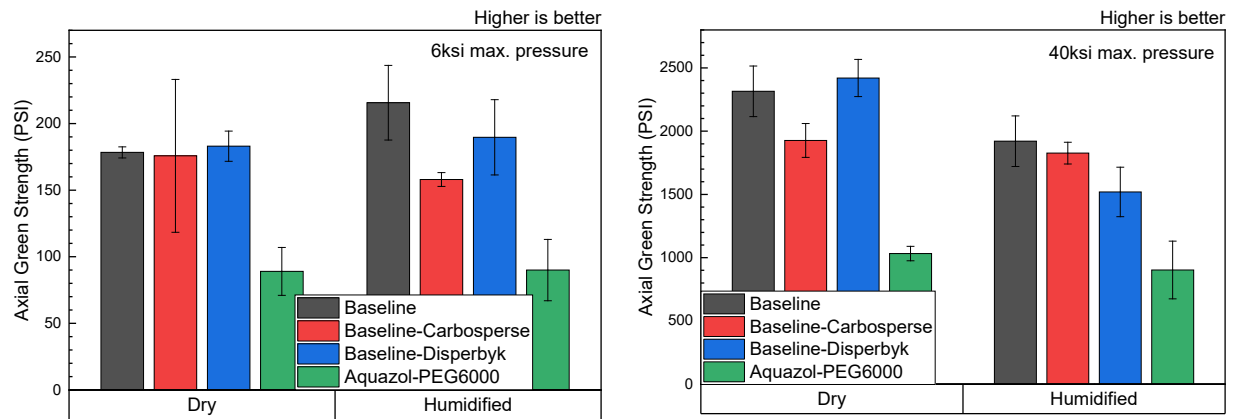 Higher is better
6ksi max. pressure
Axial Green Strength (PSI)
250
200
150
100
50
0
Baseline
Baseline-Carbosperse
Baseline-Disperbyk
Aquazol-PEG6000
Dry Humidified
Higher is better
40ksi max. pressure
Axial Green Strength (PSI)
2500
2000
1500
1000
500
0
Baseline
Baseline-Carbosperse
Baseline-Disperbyk
Aquazol-PEG6000
Dry Humidified